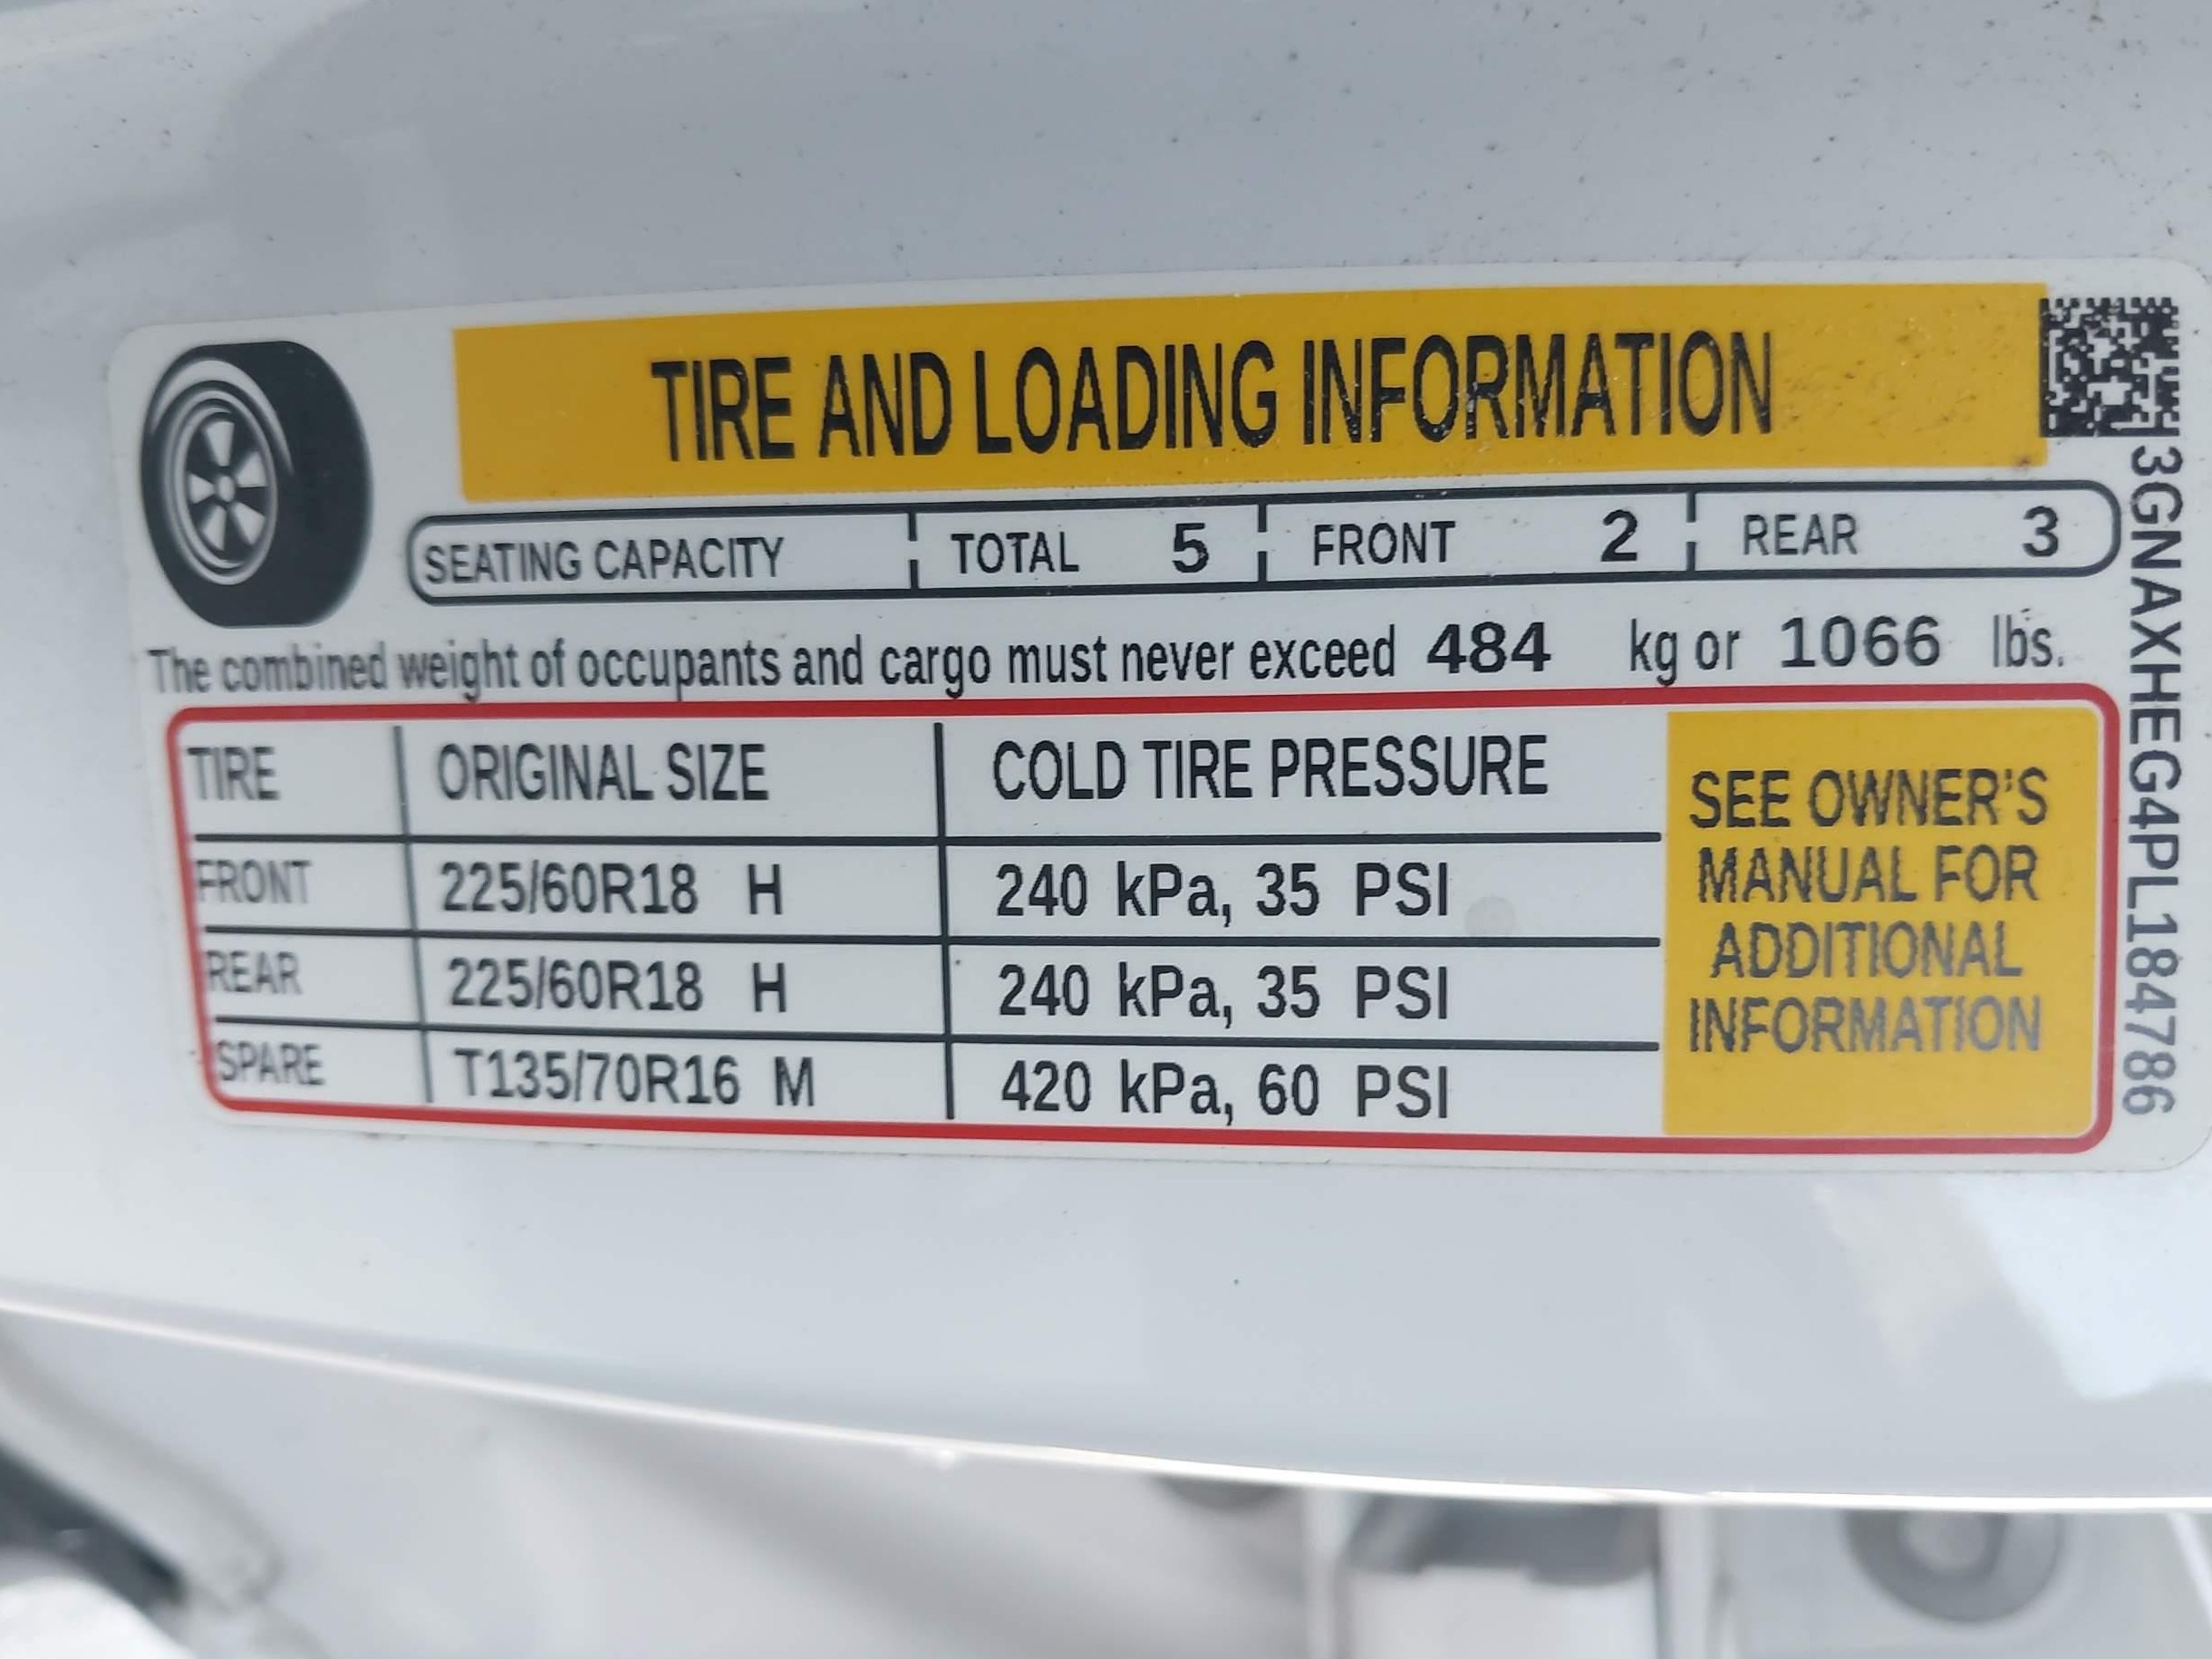 TIRE AND LOADING INFORMATION
SEATING CAPACITY TOTAL 5 FRONT 2 REAR 3
The combined weight of occupants and cargo must never exceed 484 kg or 1066 lbs.
TIRE ORIGINAL SIZE COLD TIRE PRESSURE
FRONT 225/60R18 H 240 kPa, 35 PSI
REAR 225/60R18 H 240 kPa, 35 PSI
SPARE T135/70R16 M 420 kPa, 60 PSI
SEE OWNER'S
MANUAL FOR
ADDITIONAL
INFORMATION
3GNAXHEG4PL184786